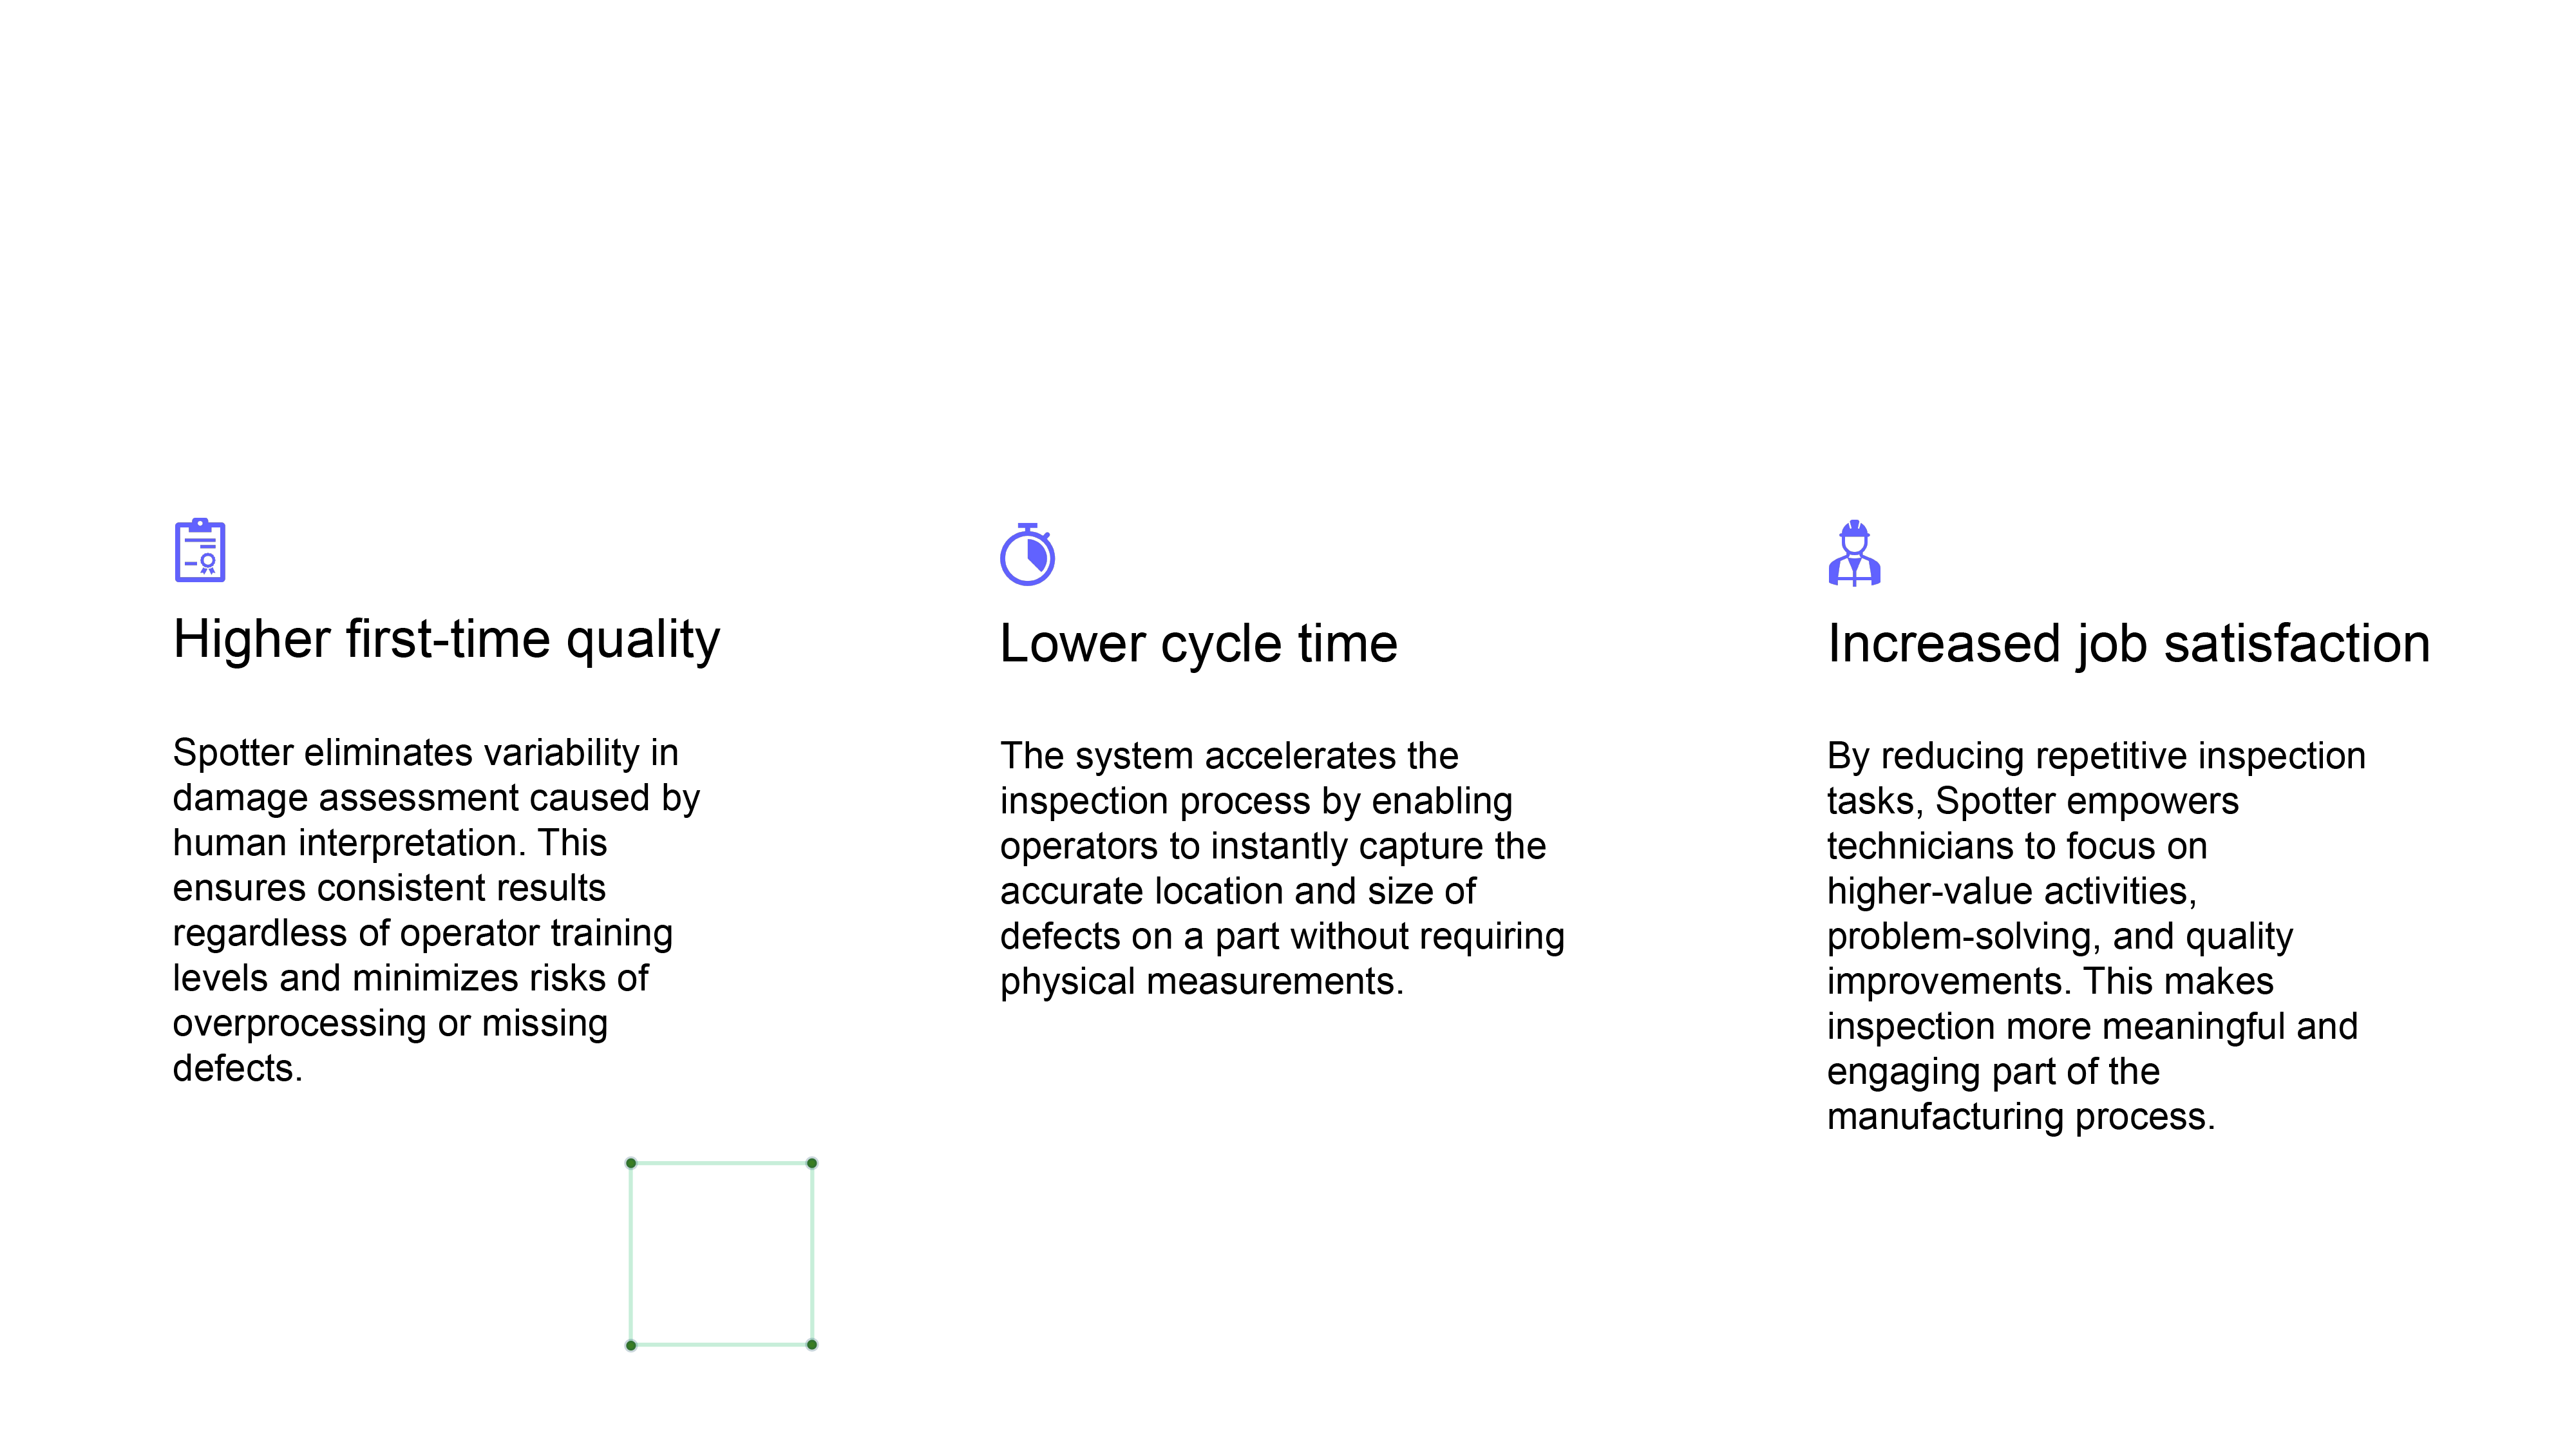 Higher first-time quality
Spotter eliminates variability in
damage assessment caused by
human interpretation. This
ensures consistent results
regardless of operator training
levels and minimizes risks of
overprocessing or missing
defects.
Lower cycle time
The system accelerates the
inspection process by enabling
operators to instantly capture the
accurate location and size of
defects on a part without requiring
physical measurements.
Increased job satisfaction
By reducing repetitive inspection
tasks, Spotter empowers
technicians to focus on
higher-value activities,
problem-solving, and quality
improvements. This makes
inspection more meaningful and
engaging part of the
manufacturing process.